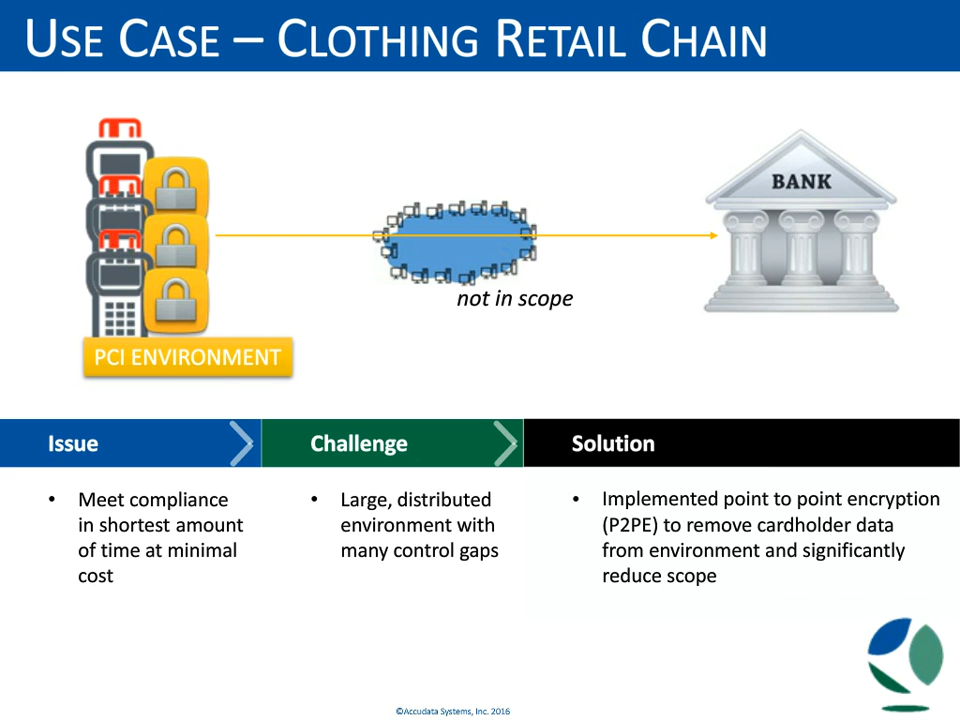 USE CASE – CLOTHING RETAIL CHAIN
BANK
not in scope
PCI ENVIRONMENT
Issue
Challenge
Solution
• Meet compliance
in shortest amount
of time at minimal
cost
• Large, distributed
environment with
many control gaps
• Implemented point to point encryption
(P2PE) to remove cardholder data
from environment and significantly
reduce scope
©Accudata Systems, Inc. 2016